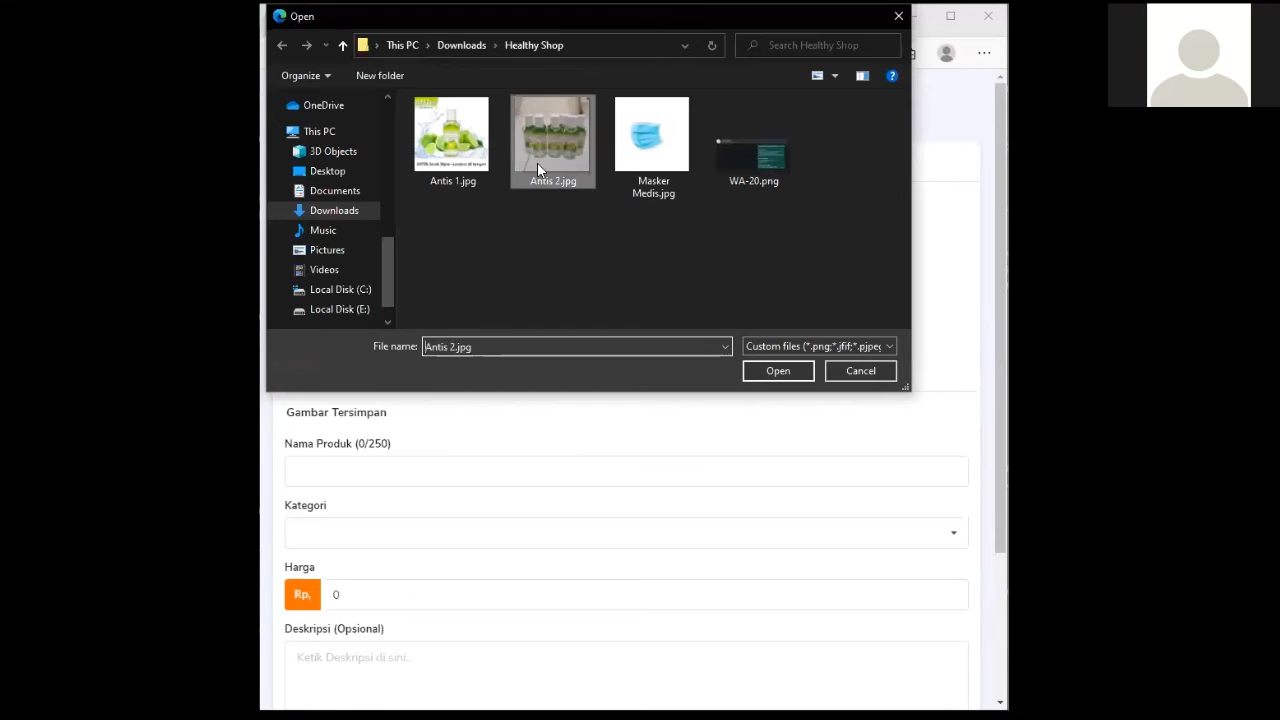 Open
This PC
Downloads
Healthy Shop
Search Healthy Shop
Organize
New folder
OneDrive
This PC
3D Objects
Desktop
Documents
Downloads
Music
Pictures
Videos
Local Disk (C:)
Local Disk (E:)
Antis 1.jpg
Antis 2.jpg
Masker
Medis.jpg
WA-20.png
File name:
Antis 2.jpg
Custom files (*.png;*.jfif;*.pjpeg
Open
Cancel
Gambar Tersimpan
Nama Produk (0/250)
Kategori
Harga
Rp,
0
Deskripsi (Opsional)
Ketik Deskripsi di sini..